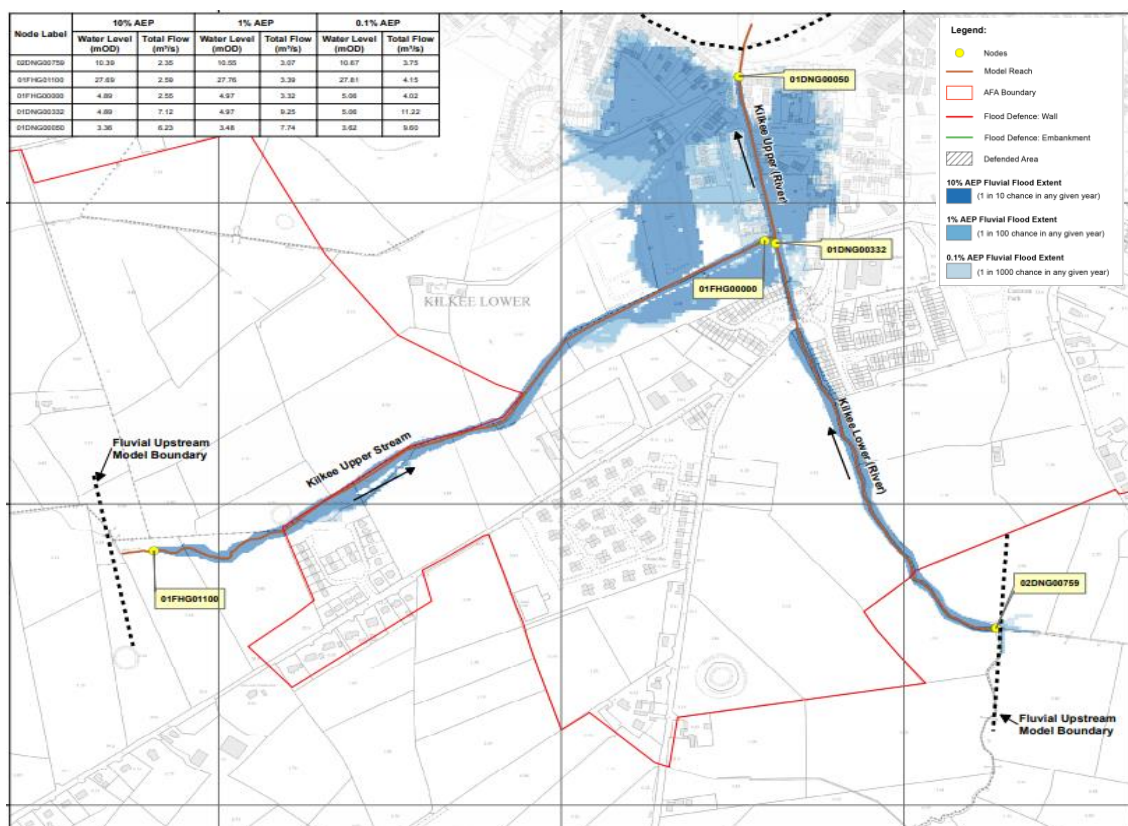 Node Label 10% AEP 1% AEP 0.1% AEP
Water Level (mOD) Total Flow (m³/s) Water Level (mOD) Total Flow (m³/s) Water Level (mOD) Total Flow (m³/s)
02DNG00759 10.39 2.35 10.55 3.07 10.67 3.75
01FHG01100 27.69 2.59 27.76 3.39 27.81 4.15
01FHG00000 4.89 2.55 4.97 3.32 5.06 4.02
01DNG00332 4.89 7.12 4.97 9.25 5.06 11.22
01DNG00050 3.36 6.23 3.48 7.74 3.62 9.60
Legend:
Nodes
Model Reach
AFA Boundary
Flood Defence: Wall
Flood Defence: Embankment
Defended Area
10% AEP Fluvial Flood Extent
(1 in 10 chance in any given year)
1% AEP Fluvial Flood Extent
(1 in 100 chance in any given year)
0.1% AEP Fluvial Flood Extent
(1 in 1000 chance in any given year)
01DNG00050
Kilkee Upper (River)
01DNG00332
01FHG00000
KILKEE LOWER
Kilkee Upper Stream
Kilkee Lower (River)
Fluvial Upstream
Model Boundary
01FHG01100
02DNG00759
Fluvial Upstream
Model Boundary